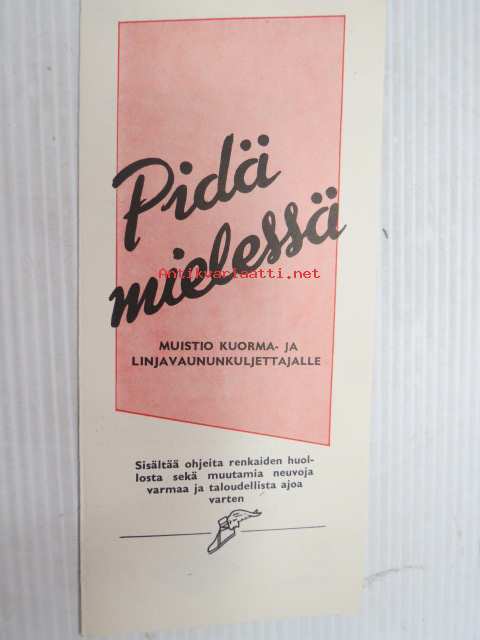 Pidä
mielessä
Antikvariaatti.net
MUISTIO KUORMA- JA
LINJAVAUNUNKULJETTAJALLE
Sisältää ohjeita renkaiden huol-
losta sekä muutamia neuvoja
varmaa ja taloudellista ajoa
varten